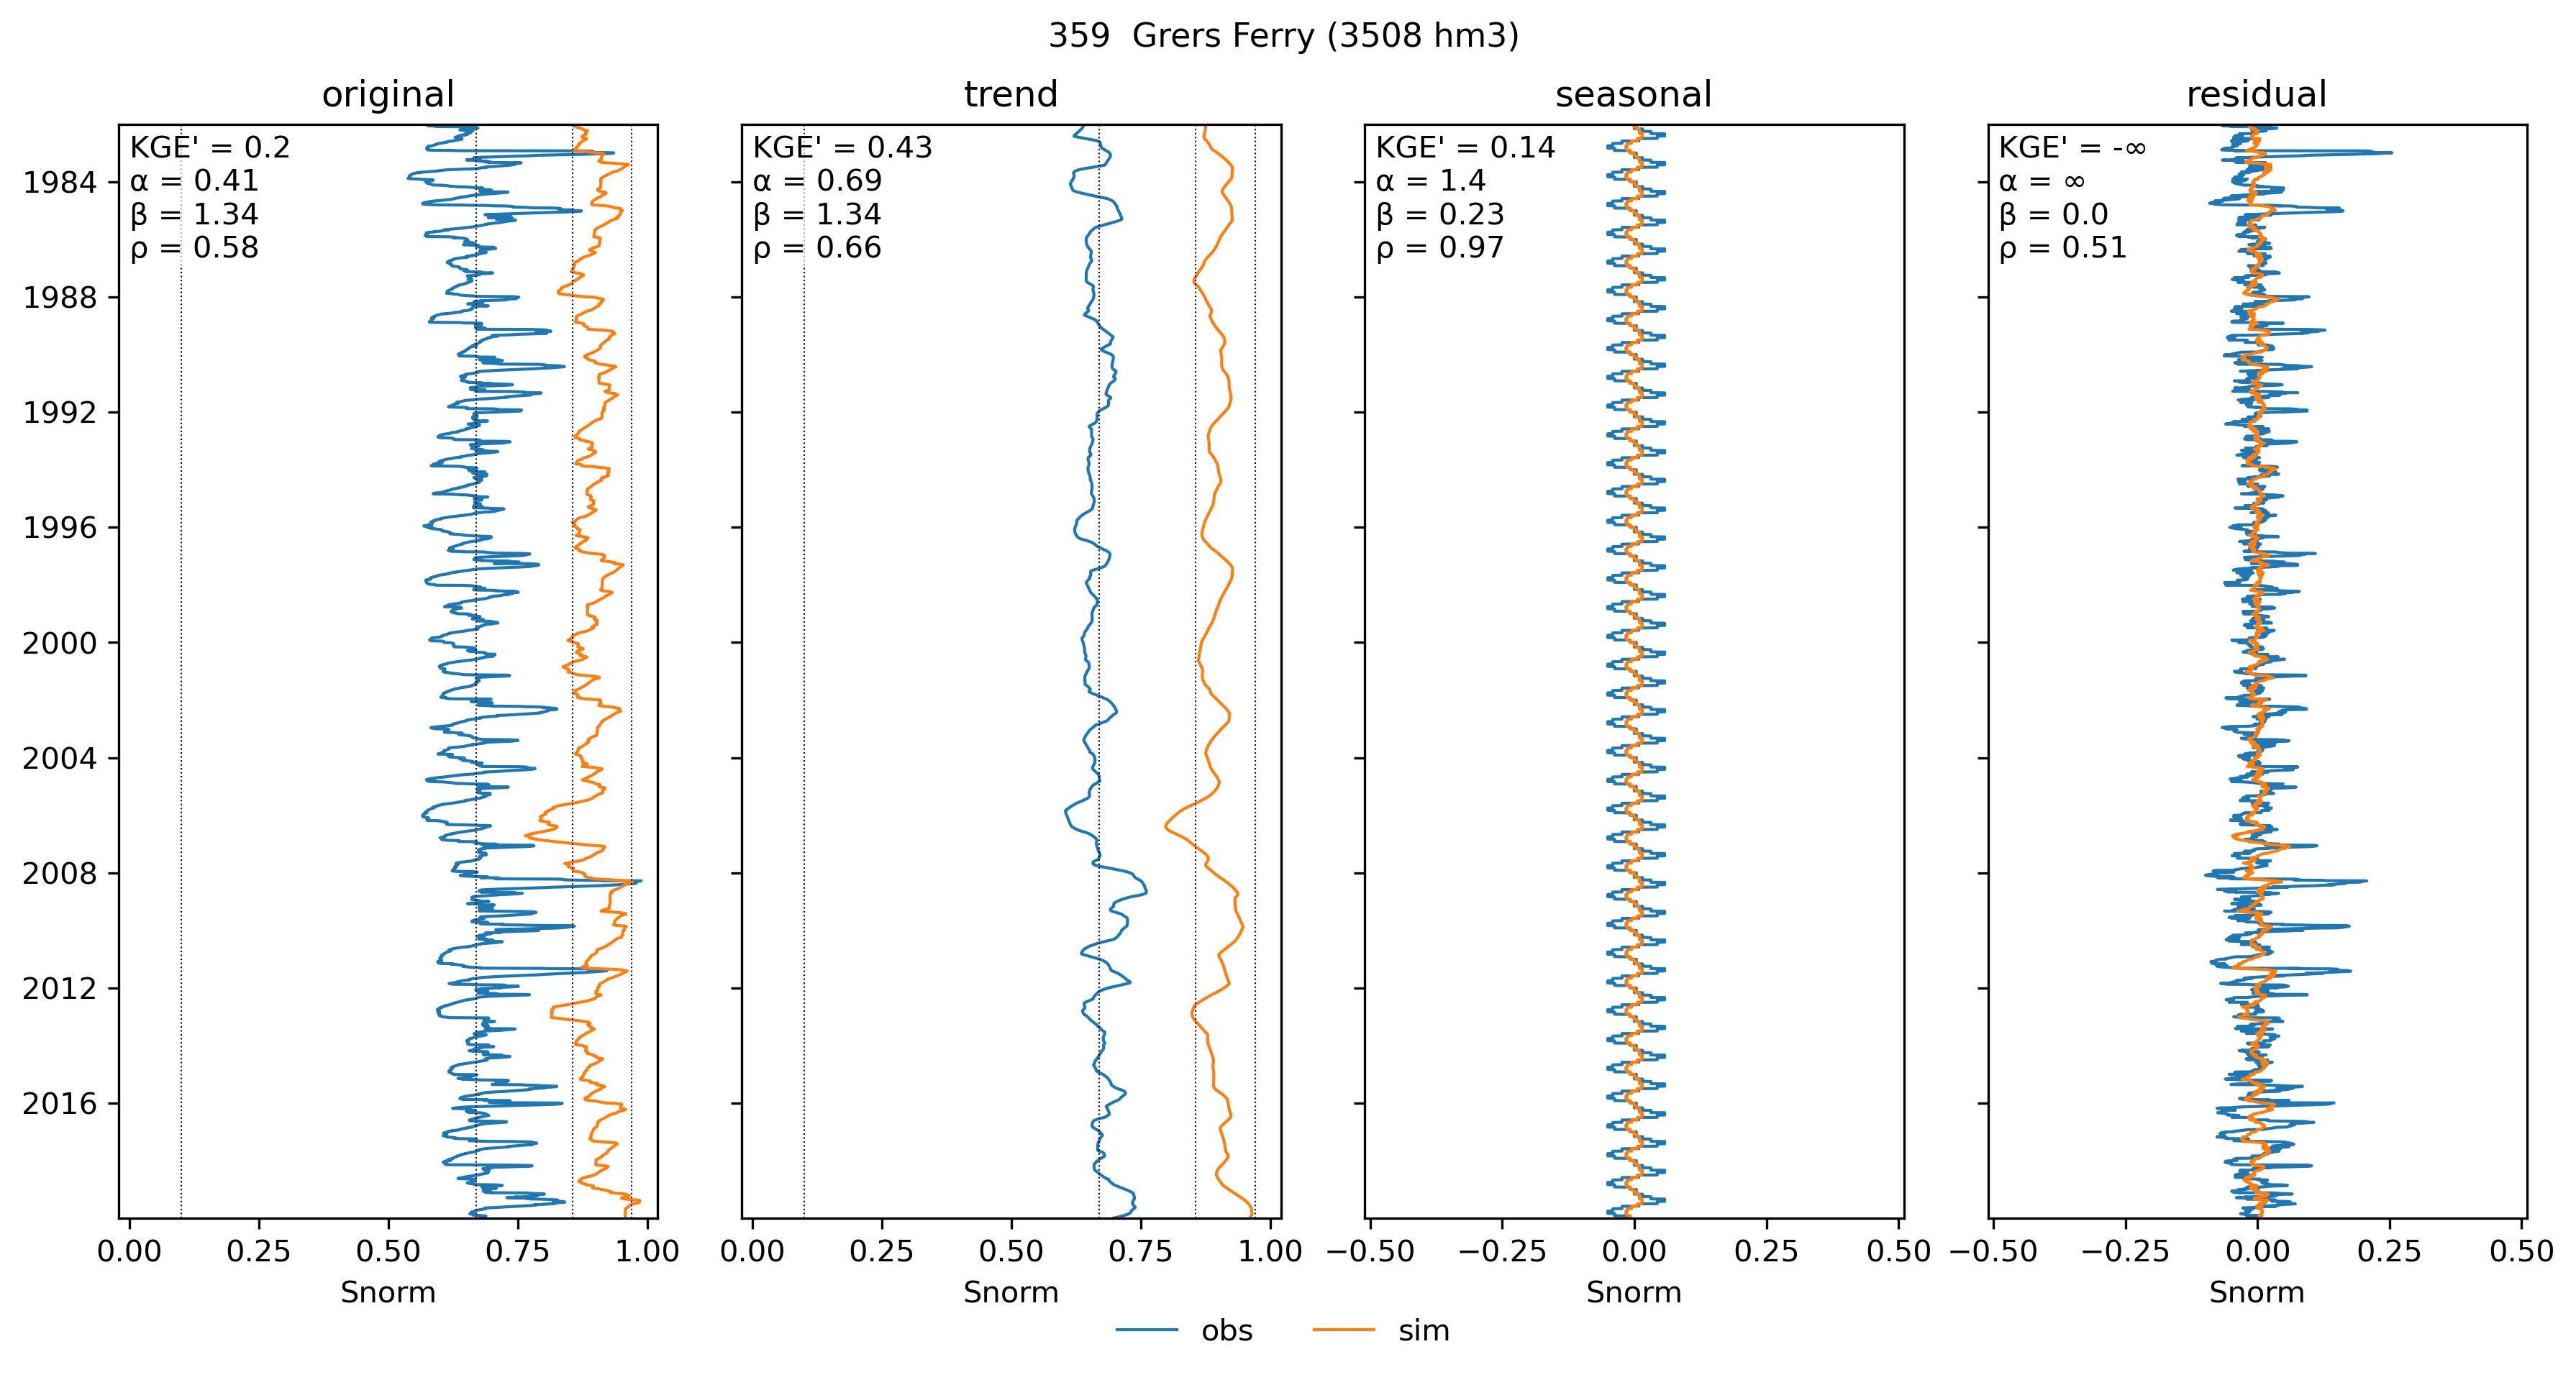 359  Grers Ferry (3508 hm3)
original
KGE' = 0.2
α = 0.41
β = 1.34
ρ = 0.58
trend
KGE' = 0.43
α = 0.69
β = 1.34
ρ = 0.66
seasonal
KGE' = 0.14
α = 1.4
β = 0.23
ρ = 0.97
residual
KGE' = -∞
α = ∞
β = 0.0
ρ = 0.51
1984
1988
1992
1996
2000
2004
2008
2012
2016
0.00 0.25 0.50 0.75 1.00
Snorm
0.00 0.25 0.50 0.75 1.00
Snorm
−0.50 −0.25 0.00 0.25 0.50
Snorm
−0.50 −0.25 0.00 0.25 0.50
Snorm
obs sim